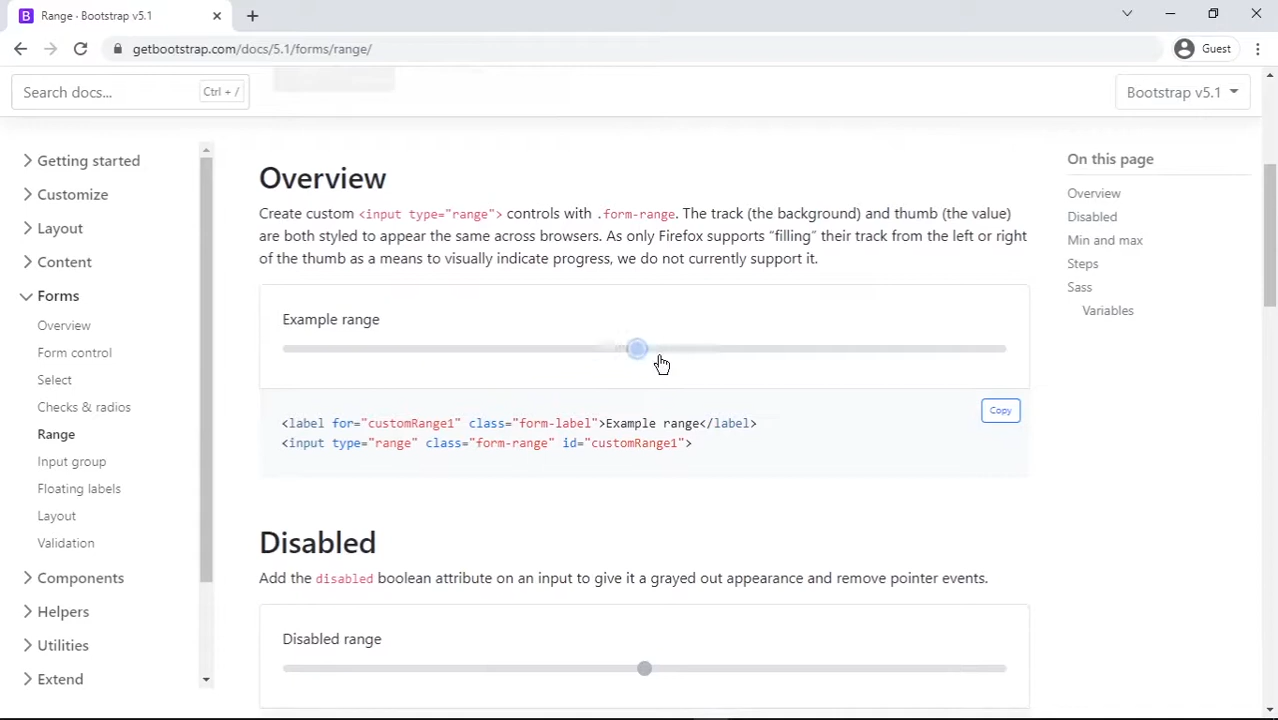 Range · Bootstrap v5.1
getbootstrap.com/docs/5.1/forms/range/
Guest
Search docs...
Ctrl + /
Bootstrap v5.1
Getting started
Customize
Layout
Content
Forms
Overview
Form control
Select
Checks & radios
Range
Input group
Floating labels
Layout
Validation
Components
Helpers
Utilities
Extend
Overview
Create custom <input type="range"> controls with .form-range. The track (the background) and thumb (the value)
are both styled to appear the same across browsers. As only Firefox supports “filling” their track from the left or right
of the thumb as a means to visually indicate progress, we do not currently support it.
Example range
Copy
<label for="customRange1" class="form-label">Example range</label>
<input type="range" class="form-range" id="customRange1">
Disabled
Add the disabled boolean attribute on an input to give it a grayed out appearance and remove pointer events.
Disabled range
On this page
Overview
Disabled
Min and max
Steps
Sass
Variables